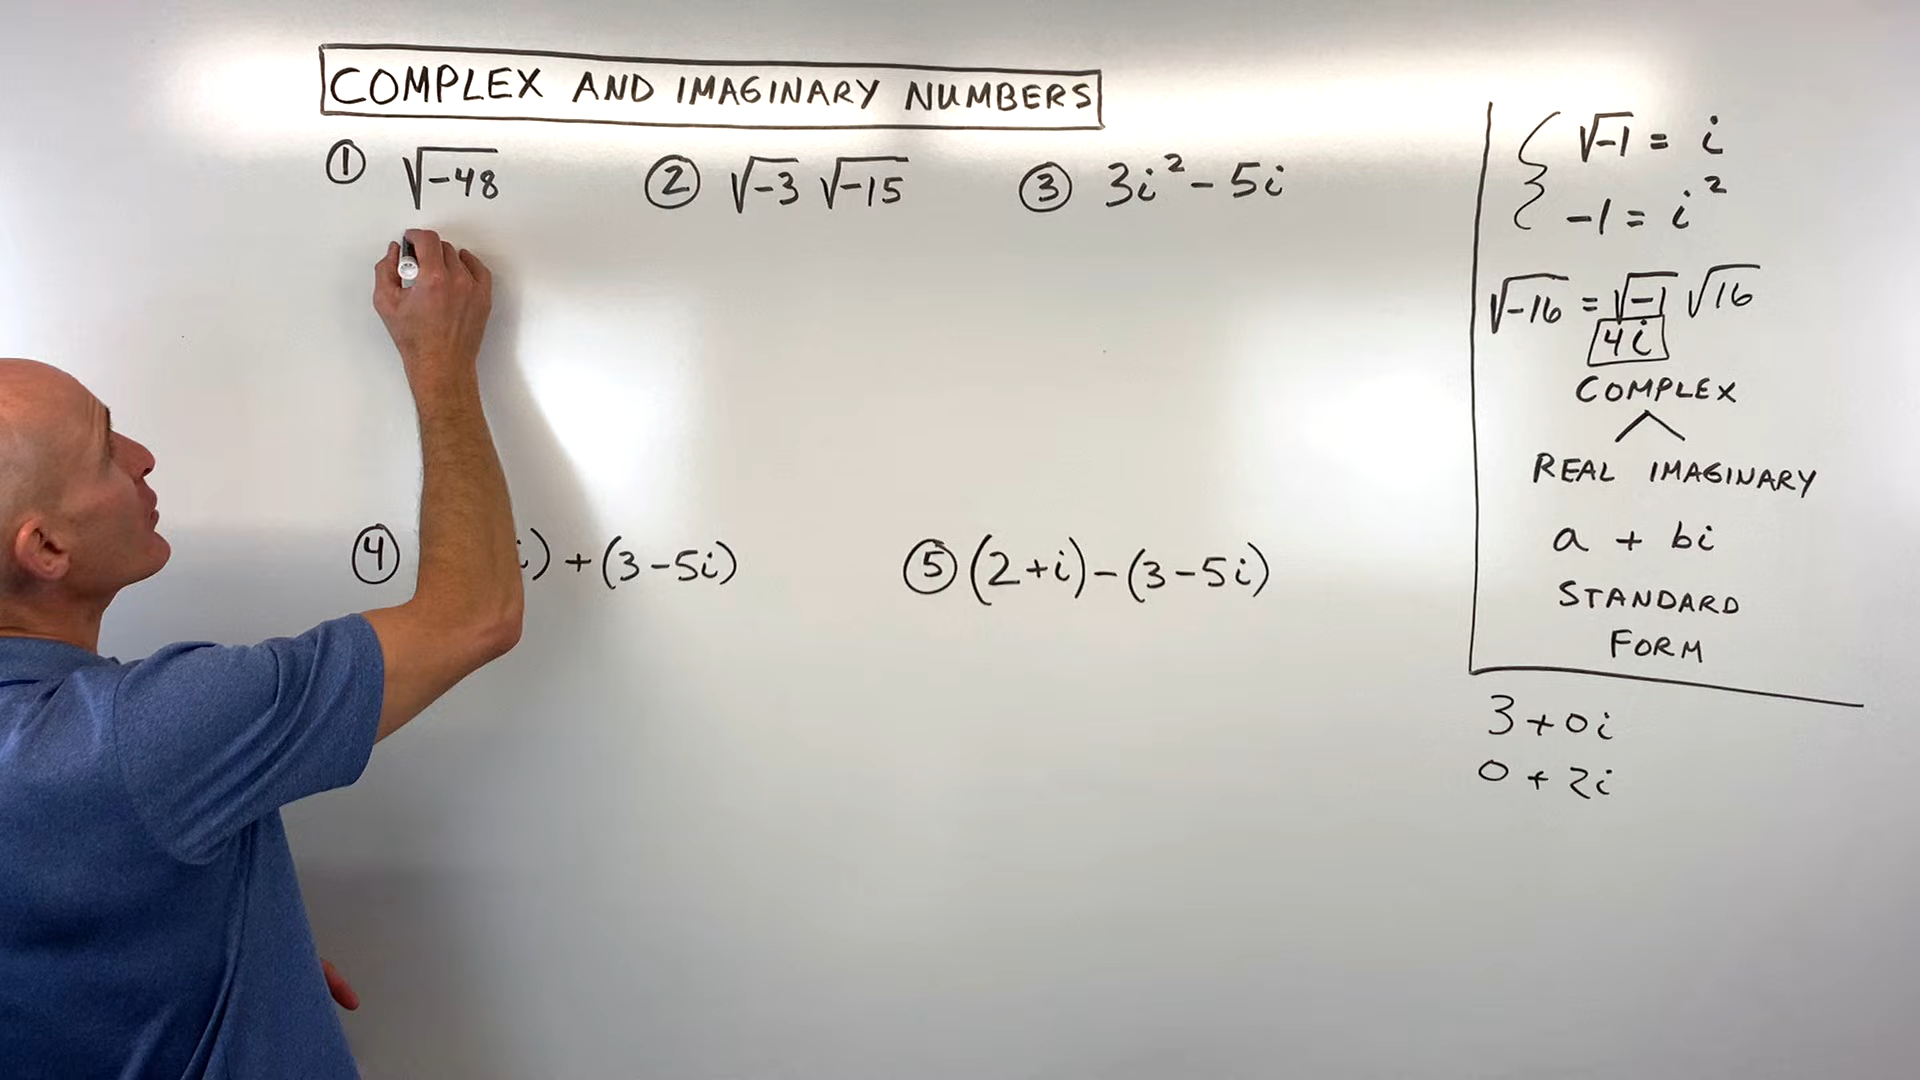 COMPLEX AND IMAGINARY NUMBERS
① √-48 ② √-3 √-15 ③ 3i² - 5i
④ i) + (3 - 5i) ⑤ (2 + i) - (3 - 5i)
√-1 = i
-1 = i²
√-16 = √-1 √16
4i
COMPLEX
REAL IMAGINARY
a + bi
STANDARD
FORM
3 + 0i
0 + 2i